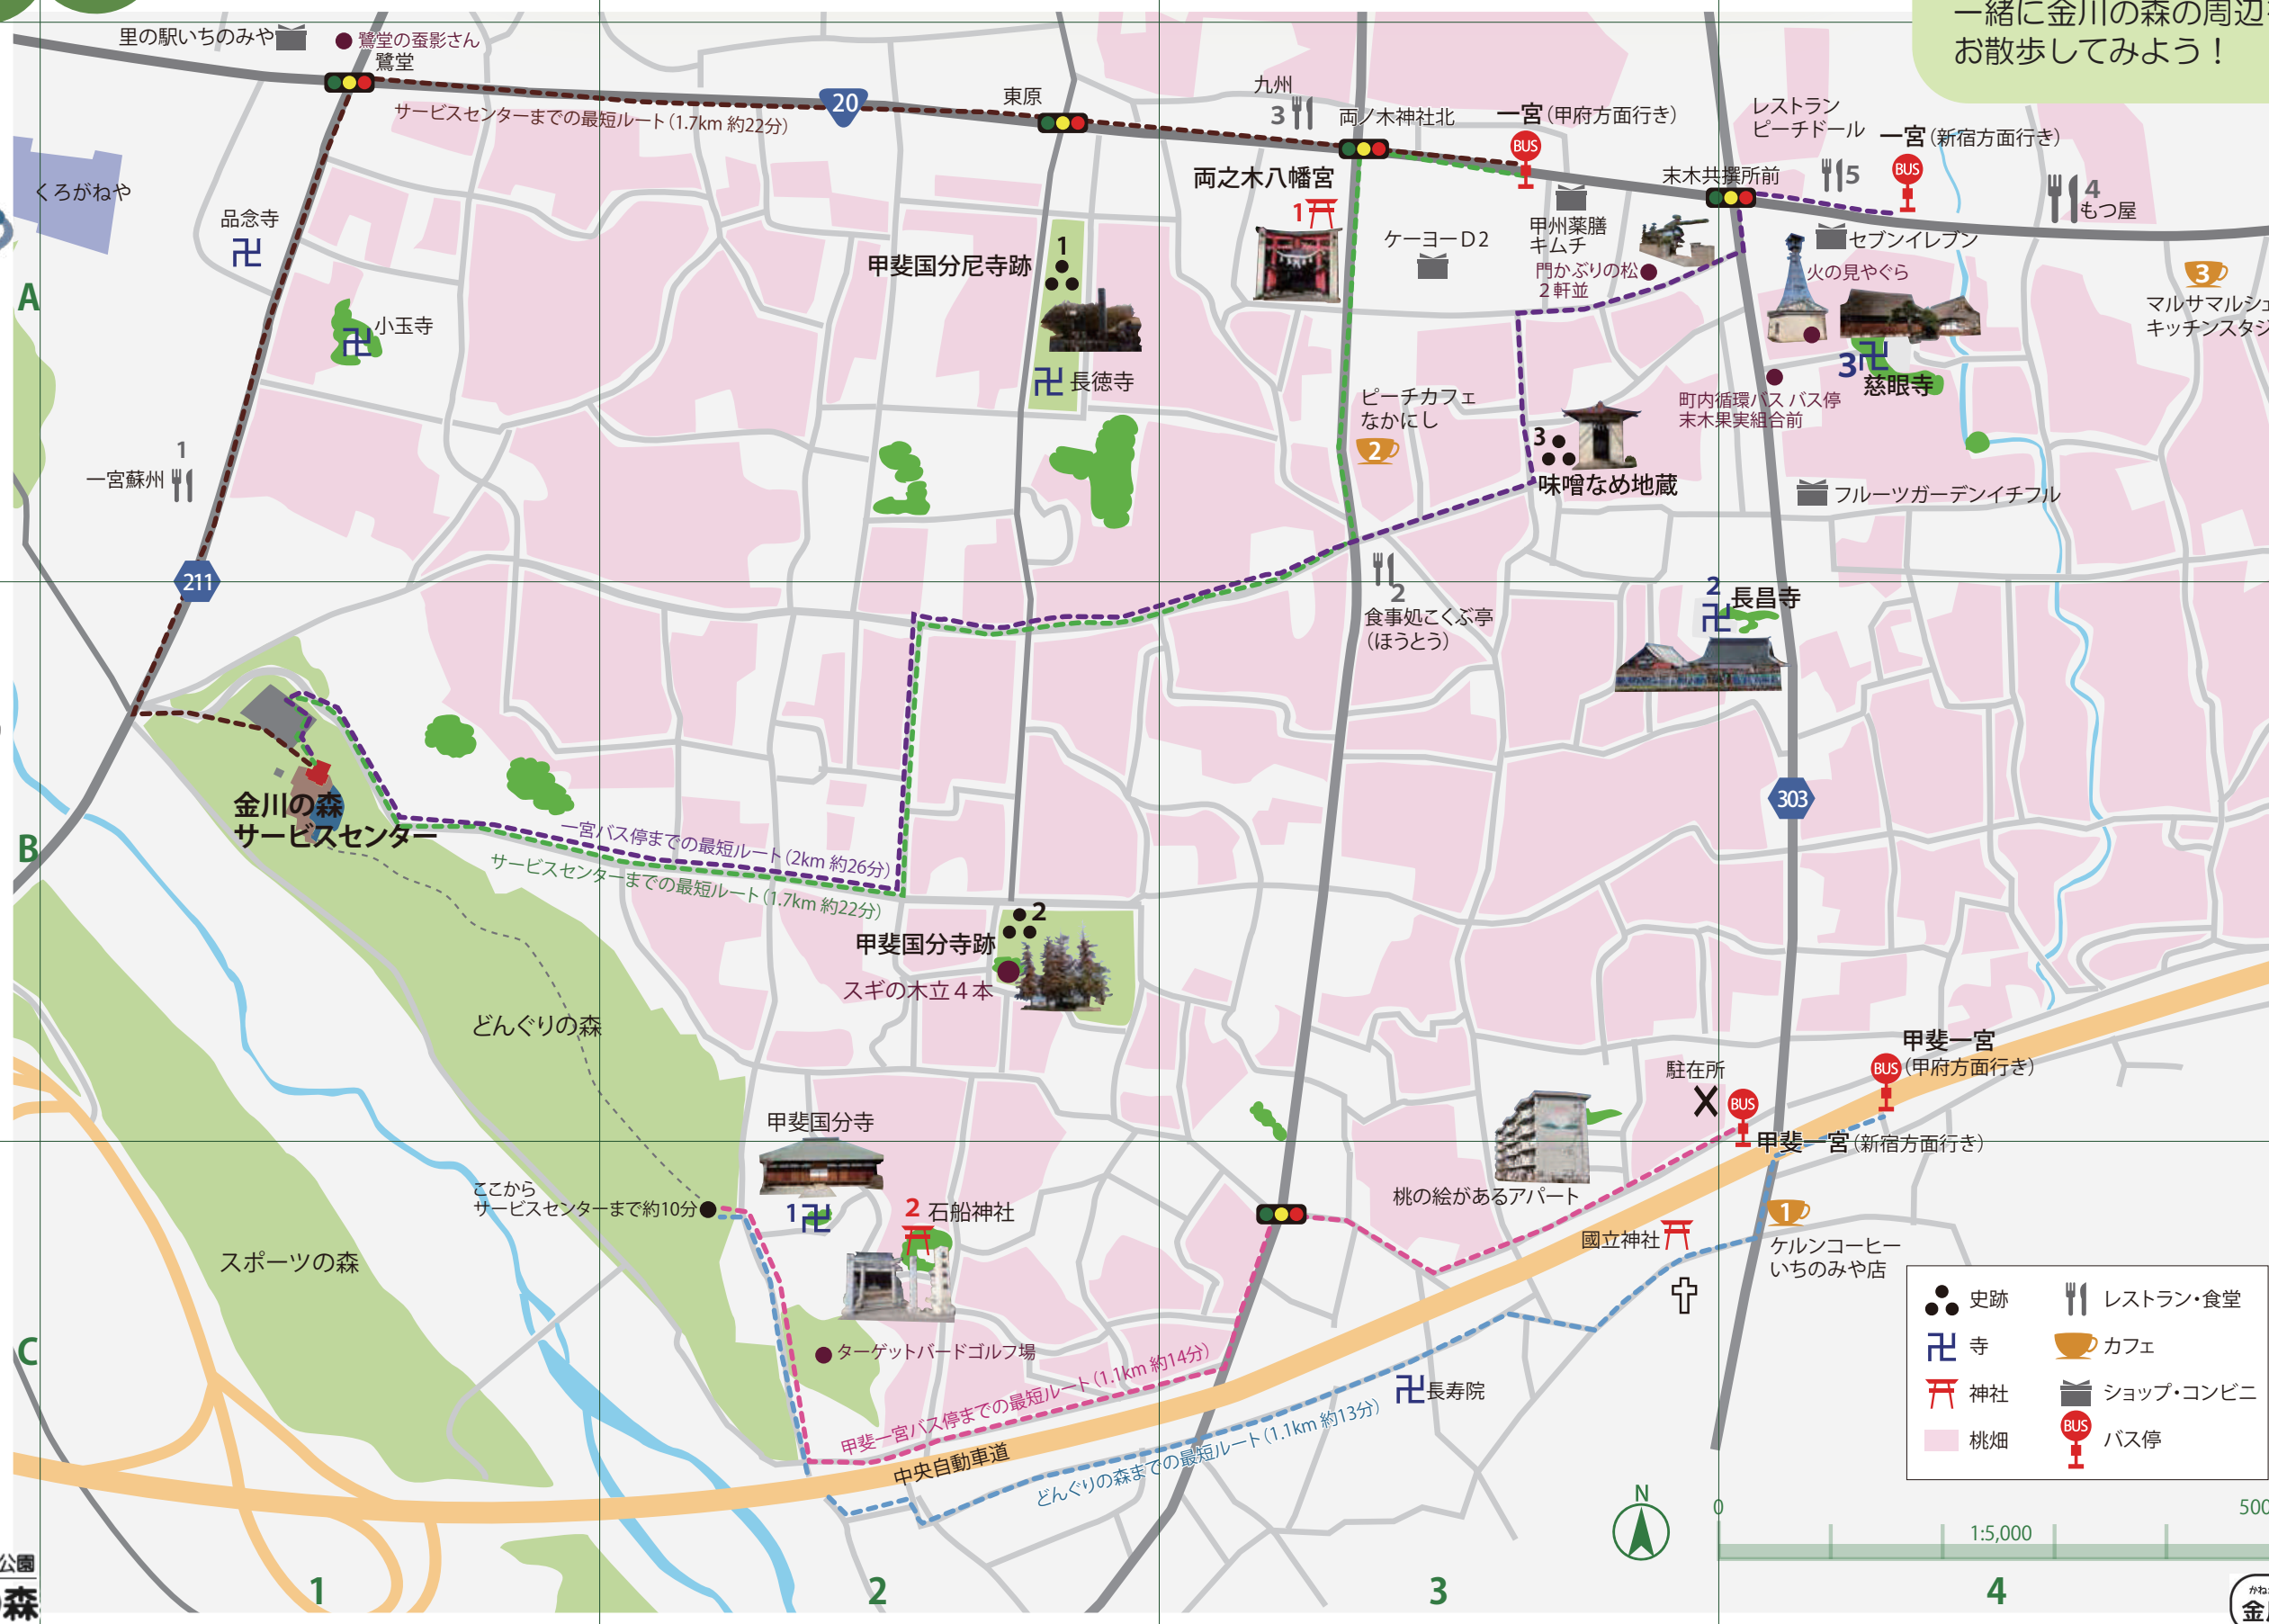 一緒に金川の森の周辺
お散歩してみよう！
里の駅いちのみや
鷺堂の蚕影さん
鷺堂
サービスセンターまでの最短ルート（1.7km 約22分）
20
東原
九州
3
両ノ木神社北
一宮（甲府方面行き）
BUS
レストラン
ピーチドール
5
一宮（新宿方面行き）
BUS
4
もつ屋
末木共撰所前
くろがねや
品念寺
両之木八幡宮
1
ケーヨーD2
甲州薬膳
キムチ
門かぶりの松
２軒並
セブンイレブン
火の見やぐら
3
マルサマルシェ
キッチンスタジ
A
甲斐国分尼寺跡
1
小玉寺
長徳寺
3
慈眼寺
町内循環バス バス停
末木果実組合前
ピーチカフェ
なかにし
2
3
味噌なめ地蔵
1
一宮蘇州
フルーツガーデンイチフル
211
2
食事処こくぶ亭
（ほうとう）
2
長昌寺
303
金川の森
サービスセンター
B
一宮バス停までの最短ルート（2km 約26分）
サービスセンターまでの最短ルート（1.7km 約22分）
2
甲斐国分寺跡
スギの木立４本
どんぐりの森
甲斐一宮
（甲府方面行き）
BUS
駐在所
BUS
甲斐一宮（新宿方面行き）
甲斐国分寺
1
ここから
サービスセンターまで約10分
2
石船神社
桃の絵があるアパート
國立神社
1
ケルンコーヒー
いちのみや店
スポーツの森
C
ターゲットバードゴルフ場
甲斐一宮バス停までの最短ルート（1.1km 約14分）
長寿院
中央自動車道
どんぐりの森までの最短ルート（1.1km 約13分）
史跡
レストラン・食堂
寺
カフェ
神社
ショップ・コンビニ
桃畑
BUS
バス停
N
0
500
1:5,000
公園
森
1
2
3
4
かね
金